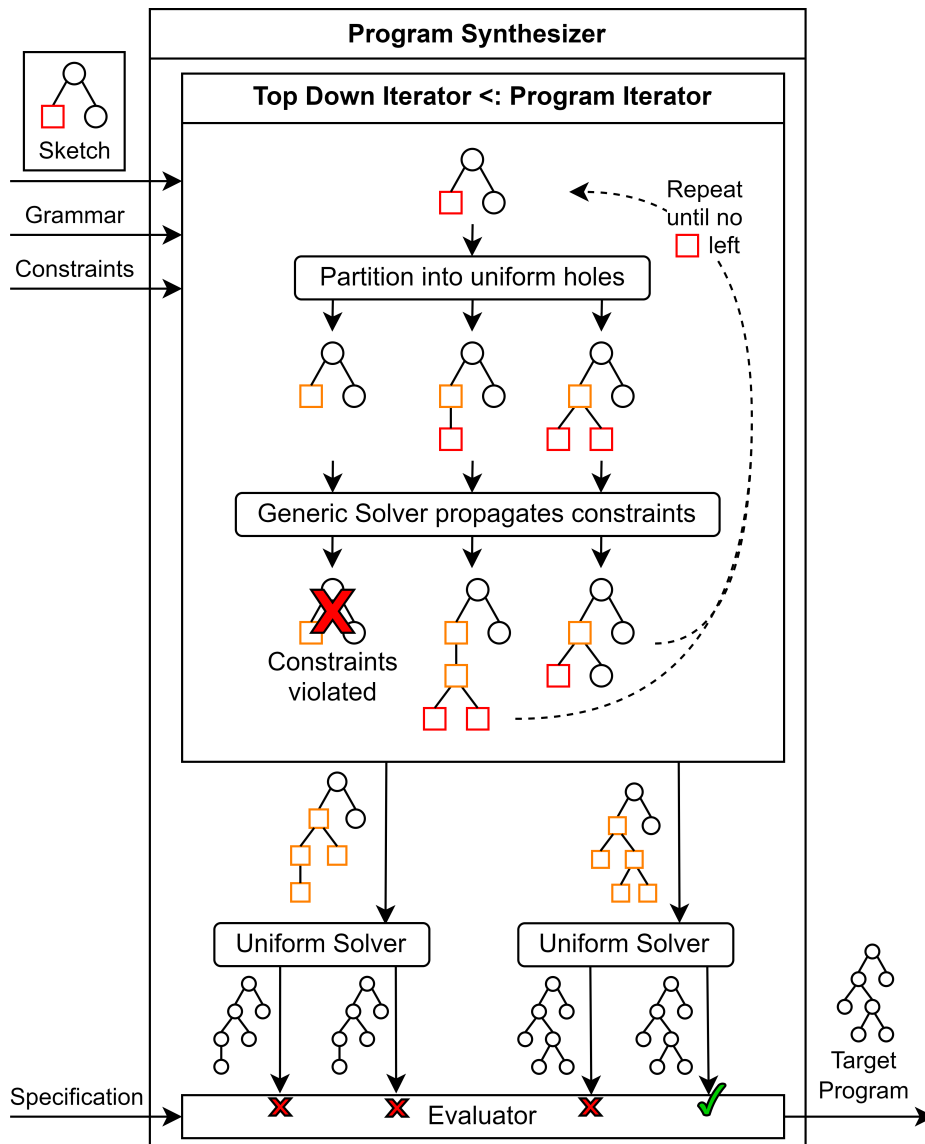 Program Synthesizer
Top Down Iterator <: Program Iterator
Sketch
Grammar
Constraints
Repeat
until no
left
Partition into uniform holes
Generic Solver propagates constraints
X
Constraints
violated
Uniform Solver
Uniform Solver
Specification
Evaluator
Target
Program